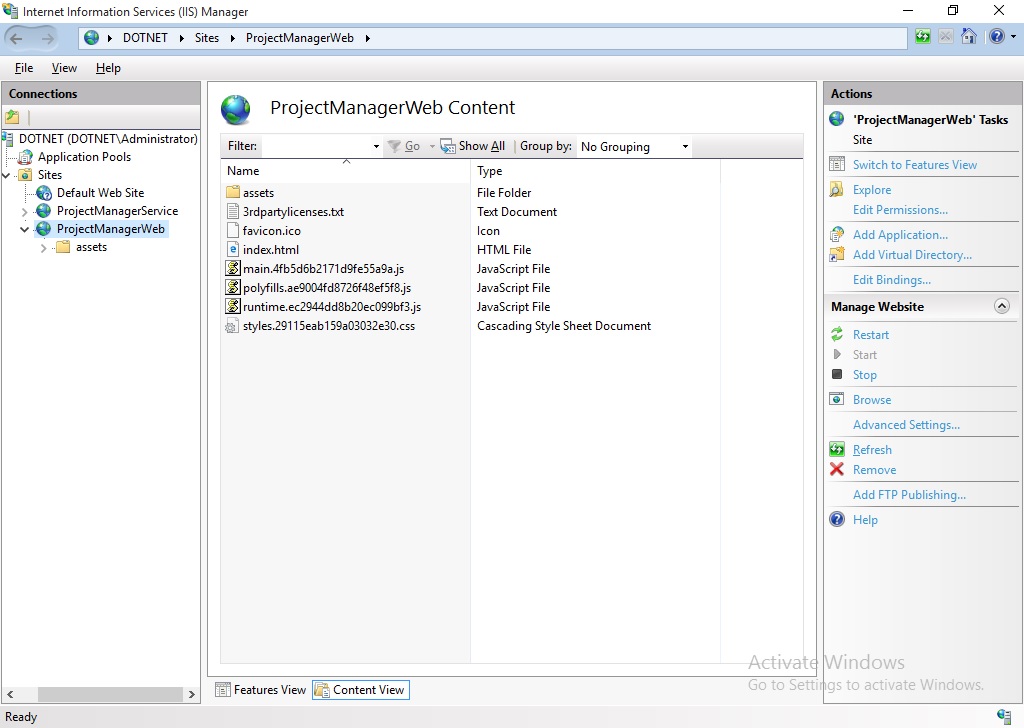 Internet Information Services (IIS) Manager
DOTNET Sites ProjectManagerWeb
File View Help
Connections
DOTNET (DOTNET\Administrator)
Application Pools
Sites
Default Web Site
ProjectManagerService
ProjectManagerWeb
assets
ProjectManagerWeb Content
Filter: Go Show All Group by: No Grouping
Name Type
assets File Folder
3rdpartylicenses.txt Text Document
favicon.ico Icon
index.html HTML File
main.4fb5d6b2171d9fe55a9a.js JavaScript File
polyfills.ae9004fd8726f48ef5f8.js JavaScript File
runtime.ec2944dd8b20ec099bf3.js JavaScript File
styles.29115eab159a03032e30.css Cascading Style Sheet Document
Features View Content View
Actions
'ProjectManagerWeb' Tasks
Site
Switch to Features View
Explore
Edit Permissions...
Add Application...
Add Virtual Directory...
Edit Bindings...
Manage Website
Restart
Start
Stop
Browse
Advanced Settings...
Refresh
Remove
Add FTP Publishing...
Help
Activate Windows
Go to Settings to activate Windows.
Ready